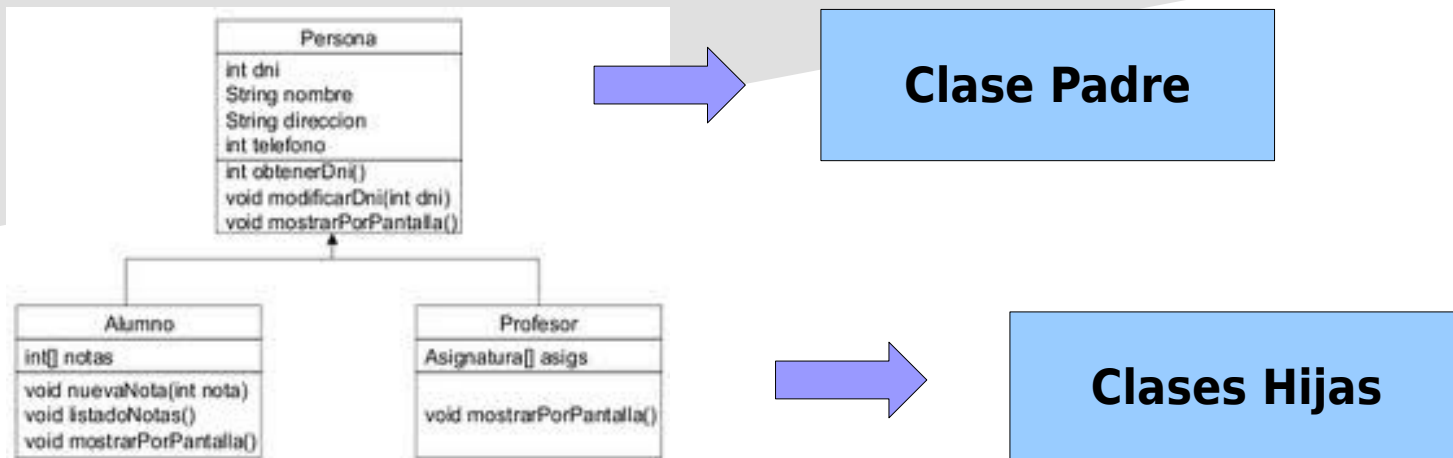 Persona
int dni
String nombre
String direccion
int telefono
int obtenerDni()
void modificarDni(int dni)
void mostrarPorPantalla()
Clase Padre
Alumno
int[] notas
void nuevaNota(int nota)
void listadoNotas()
void mostrarPorPantalla()
Profesor
Asignatura[] asigs
void mostrarPorPantalla()
Clases Hijas